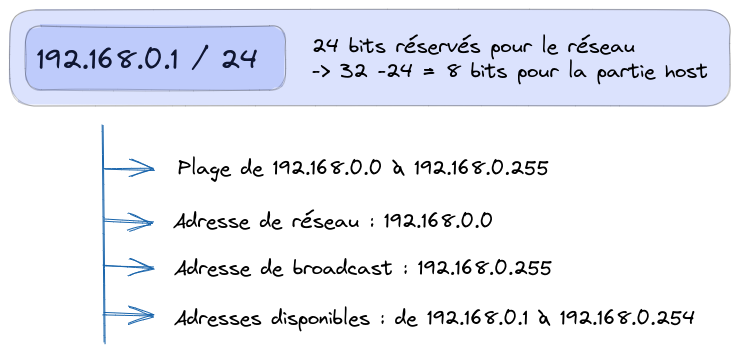 192.168.0.1 / 24
24 bits réservés pour le réseau
-> 32 -24 = 8 bits pour la partie host
Plage de 192.168.0.0 à 192.168.0.255
Adresse de réseau : 192.168.0.0
Adresse de broadcast : 192.168.0.255
Adresses disponibles : de 192.168.0.1 à 192.168.0.254